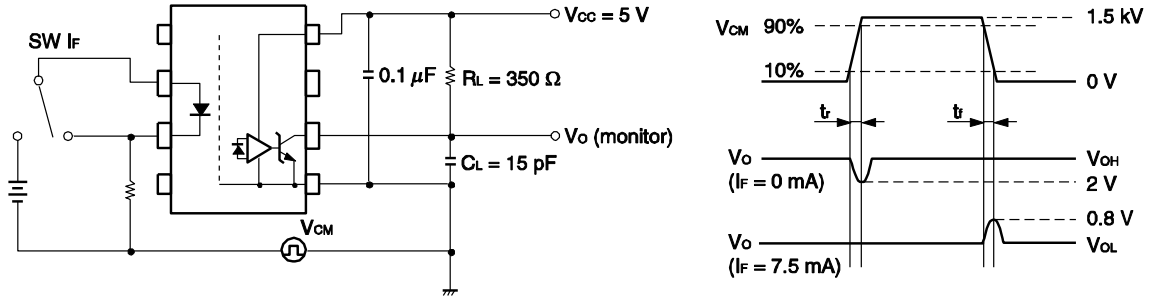 SW IF
VCC = 5 V
0.1 μF
RL = 350 Ω
VO (monitor)
CL = 15 pF
VCM
VCM 90%
10%
1.5 kV
0 V
tr
tf
VO
(IF = 0 mA)
VOH
2 V
0.8 V
VO
(IF = 7.5 mA)
VOL